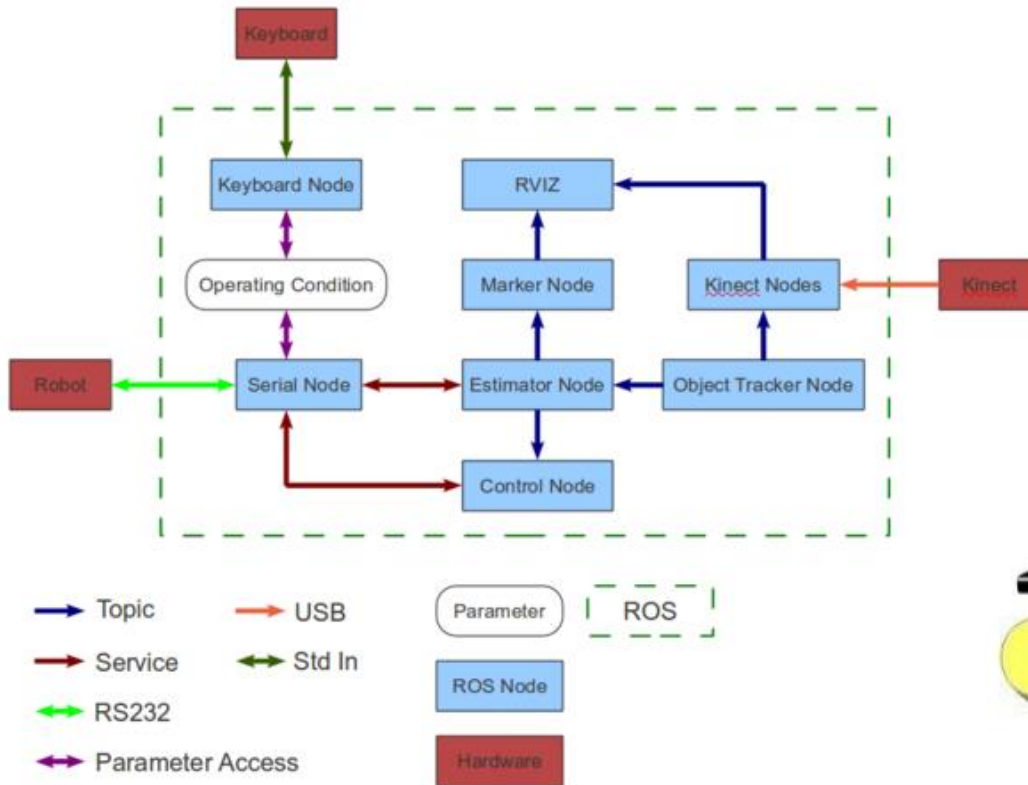 Keyboard
Keyboard Node
RVIZ
Operating Condition
Marker Node
Kinect Nodes
Kinect
Robot
Serial Node
Estimator Node
Object Tracker Node
Control Node
Topic
USB
Parameter
ROS
Service
Std In
RS232
ROS Node
Parameter Access
Hardware